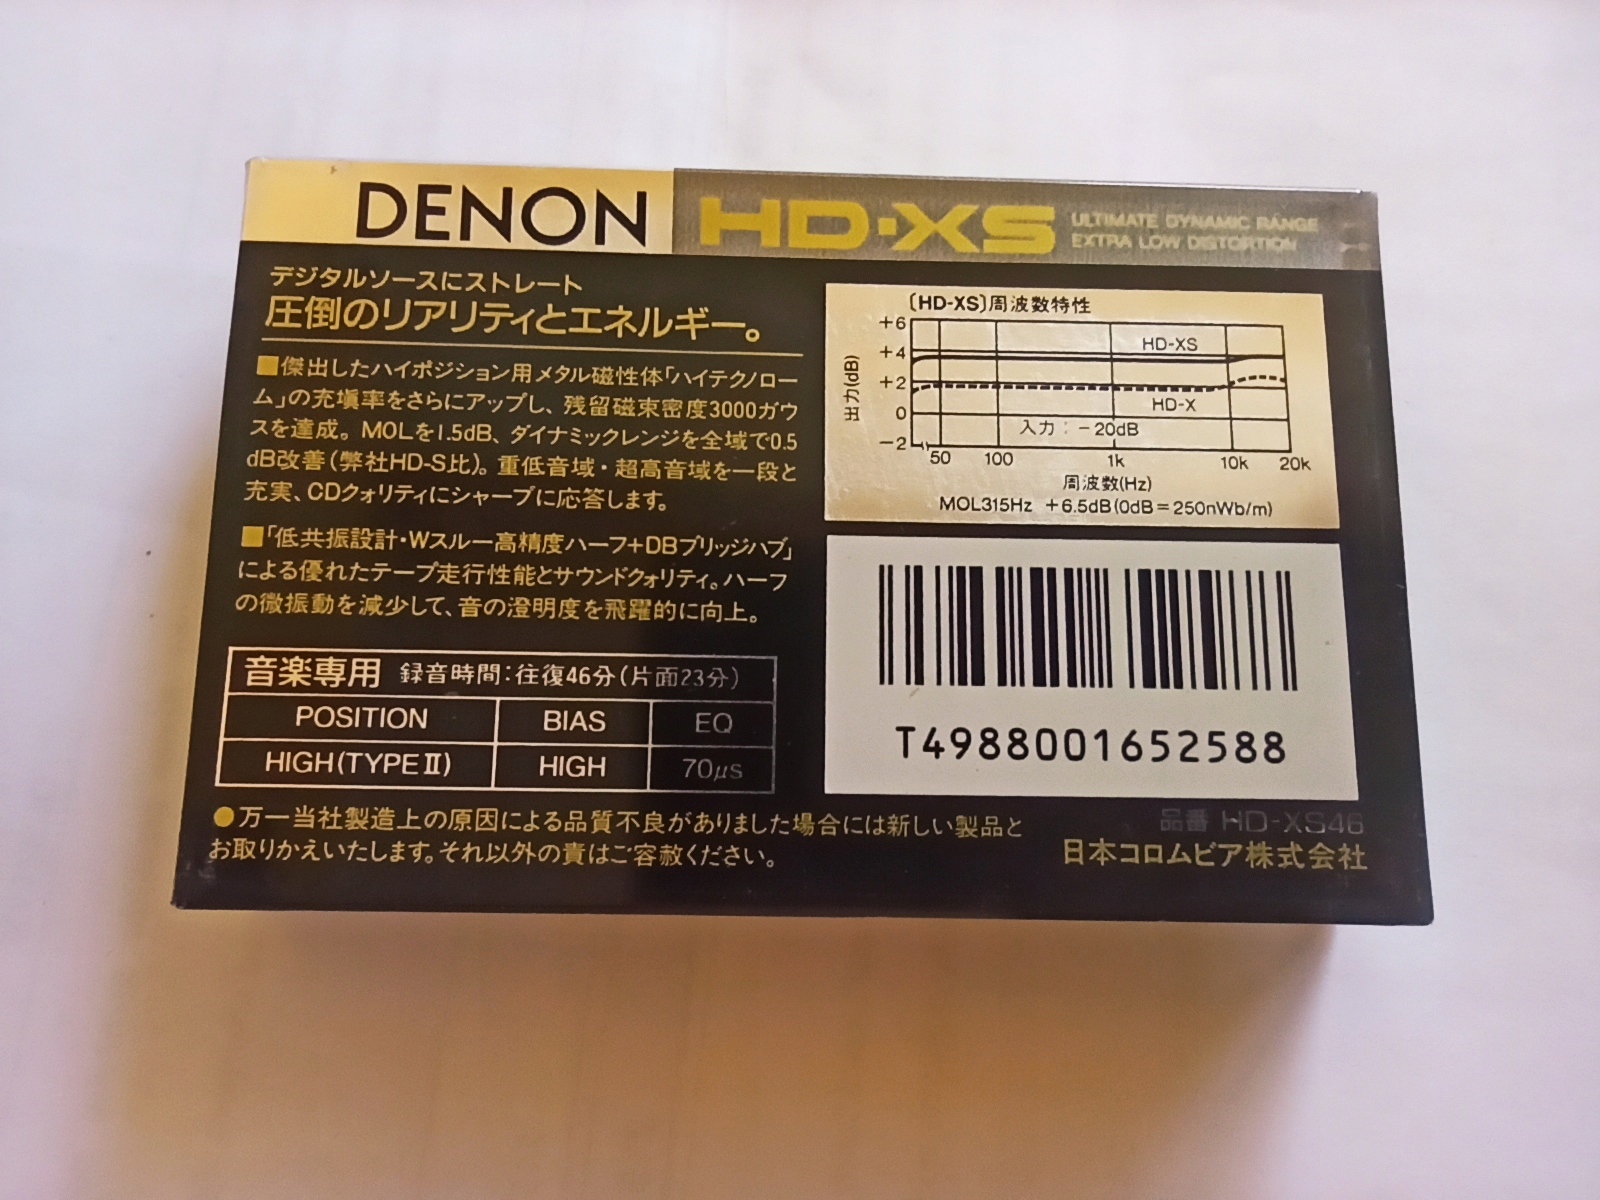 DENON HD·XS ULTIMATE DYNAMIC RANGE
EXTRA LOW DISTORTION
デジタルソースにストレート
圧倒のリアリティとエネルギー。
■傑出したハイポジション用メタル磁性体「ハイテクノロー
ム」の充塡率をさらにアップし、残留磁束密度3000ガウ
スを達成。MOLを1.5dB、ダイナミックレンジを全域で0.5
dB改善(弊社HD-S比)。重低音域・超高音域を一段と
充実、CDクォリティにシャープに応答します。
■「低共振設計・Wスルー高精度ハーフ+DBブリッジハブ」
による優れたテープ走行性能とサウンドクォリティ。ハーフ
の微振動を減少して、音の澄明度を飛躍的に向上。
音楽専用 録音時間:往復46分(片面23分)
POSITION BIAS EQ
HIGH(TYPEⅡ) HIGH 70μs
●万一当社製造上の原因による品質不良がありました場合には新しい製品と
お取りかえいたします。それ以外の責はご容赦ください。
〔HD-XS〕周波数特性
出力(dB)
+6
+4
+2
0
-2
HD-XS
HD-X
入力:-20dB
50 100 1k 10k 20k
周波数(Hz)
MOL315Hz +6.5dB(0dB=250nWb/m)
T4988001652588
品番 HD-XS46
日本コロムビア株式会社